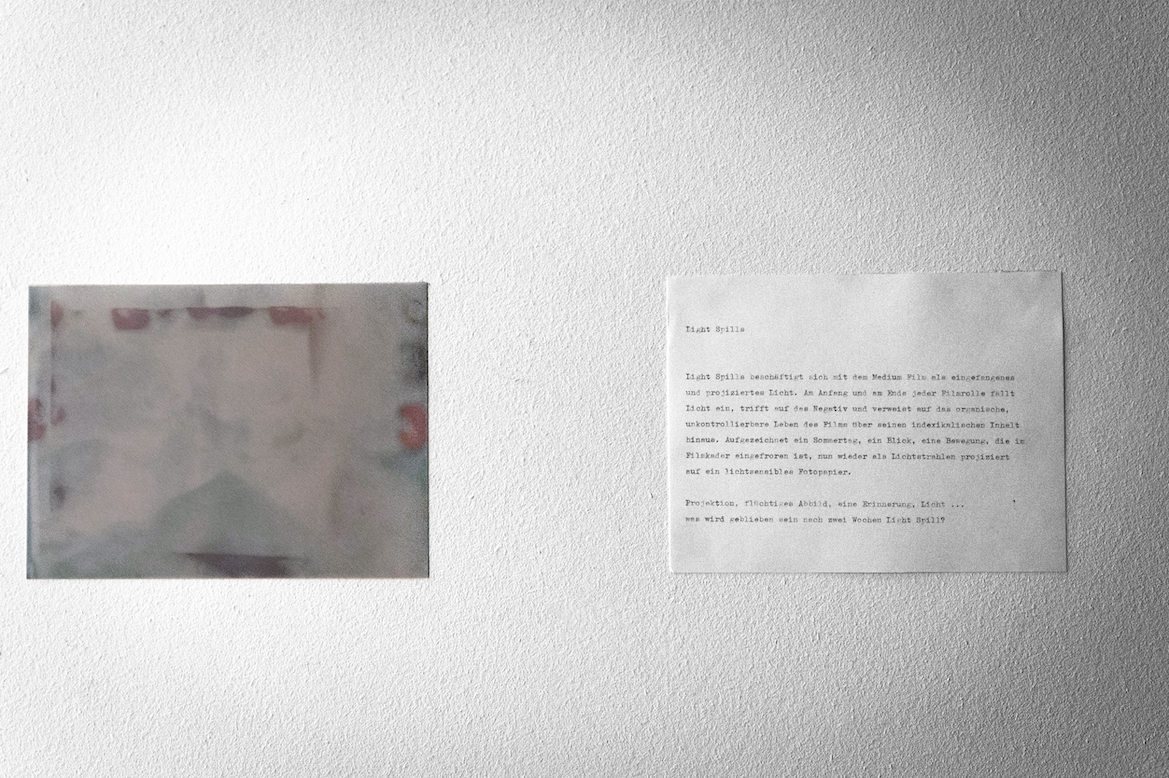 Light Spills
Light Spills beschäftigt sich mit dem Medium Film als eingefangenes
und projiziertes Licht. Am Anfang und am Ende jeder Filmrolle fällt
Licht ein, trifft auf das Negativ und verweist auf das organische,
unkontrollierbare Leben des Films über seinen indexikalischen Inhalt
hinaus. Aufgezeichnet ein Sommertag, ein Blick, eine Bewegung, die im
Filmkader eingefroren ist, nun wieder als Lichtstrahlen projiziert
auf ein lichtsensibles Fotopapier.
Projektion, flüchtiges Abbild, eine Erinnerung, Licht ...
was wird geblieben sein nach zwei Wochen Light Spill?